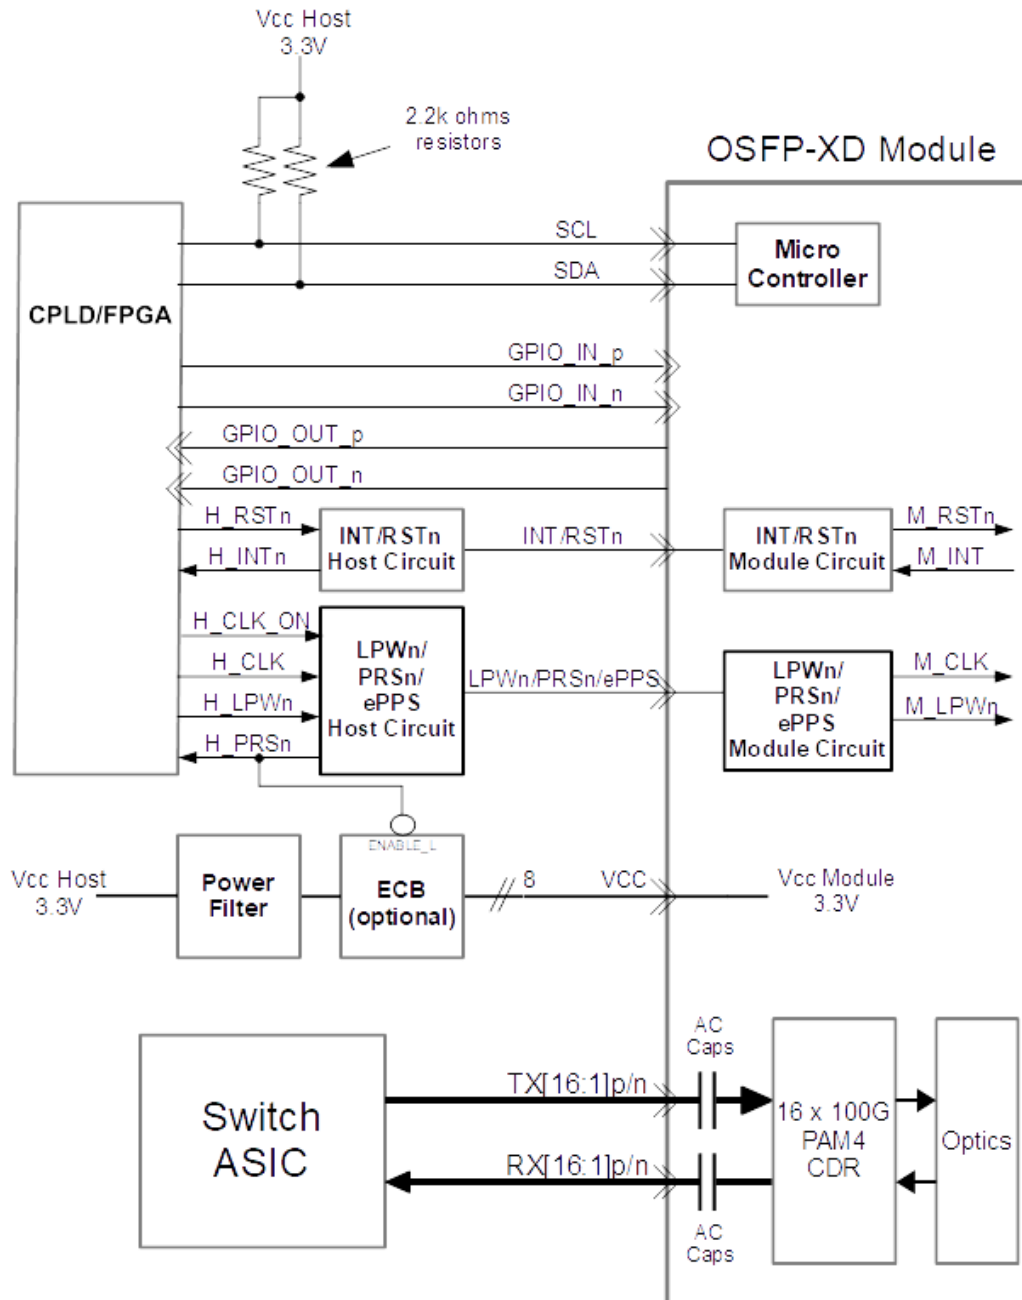 Vcc Host
3.3V
2.2k ohms
resistors
OSFP-XD Module
SCL
Micro
Controller
SDA
CPLD/FPGA
GPIO_IN_p
GPIO_IN_n
GPIO_OUT_p
GPIO_OUT_n
H_RSTn
H_INTn
INT/RSTn
Host Circuit
INT/RSTn
INT/RSTn
Module Circuit
M_RSTn
M_INT
H_CLK_ON
H_CLK
H_LPWn
H_PRSn
LPWn/
PRSn/
ePPS
Host Circuit
LPWn/PRSn/ePPS
LPWn/
PRSn/
ePPS
Module Circuit
M_CLK
M_LPWn
ENABLE_L
Vcc Host
3.3V
Power
Filter
ECB
(optional)
8
VCC
Vcc Module
3.3V
Switch
ASIC
TX[16:1]p/n
RX[16:1]p/n
AC
Caps
AC
Caps
16 x 100G
PAM4
CDR
Optics